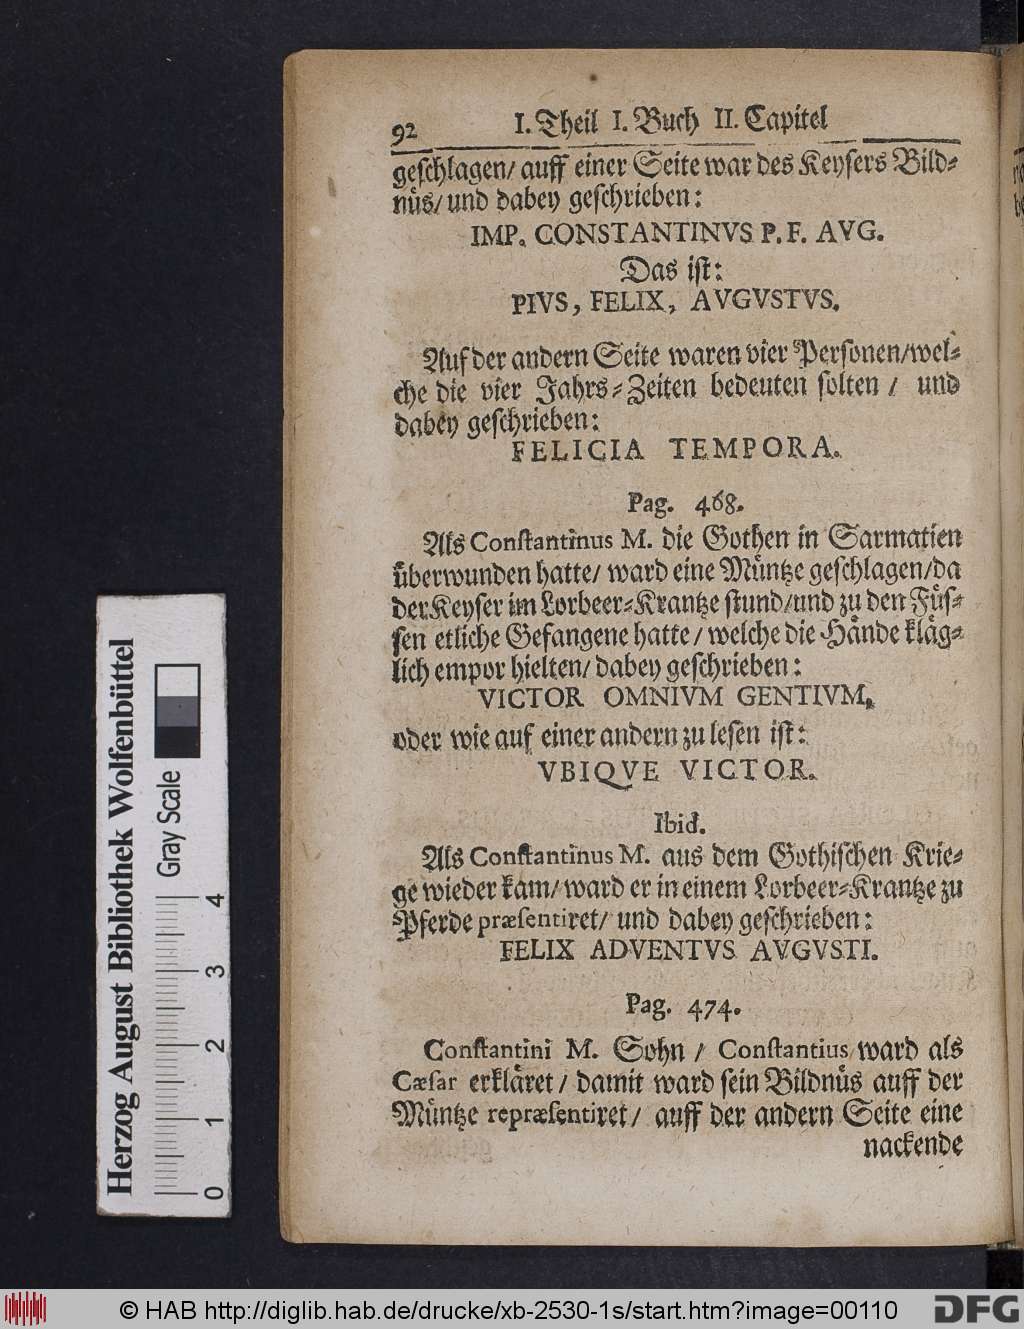 92 I. Theil I. Buch II. Capitel
geschlagen/ auff einer Seite war des Keysers Bild-
nüs/ und dabey geschrieben:
IMP. CONSTANTINVS P. F. AVG.
Das ist:
PIVS, FELIX, AVGVSTVS.
Auf der andern Seite waren vier Personen/wel-
che die vier Jahrs-Zeiten bedeuten solten / und
dabey geschrieben:
FELICIA TEMPORA.
Pag. 468.
Als Constantinus M. die Gothen in Sarmatien
überwunden hatte/ ward eine Müntze geschlagen/da
der Keyser im Lorbeer-Krantze stund/und zu den Füs-
sen etliche Gefangene hatte / welche die Hände kläg-
lich empor hielten/ dabey geschrieben:
VICTOR OMNIVM GENTIVM,
oder wie auf einer andern zu lesen ist:
VBIQVE VICTOR.
Ibid.
Als Constantinus M. aus dem Gothischen Krie-
ge wieder kam/ ward er in einem Lorbeer-Krantze zu
Pferde præsentiret/ und dabey geschrieben:
FELIX ADVENTVS AVGVSTI.
Pag. 474.
Constantini M. Sohn / Constantius ward als
Cæsar erkläret / damit ward sein Bildnüs auff der
Müntze repræsentiret / auff der andern Seite eine
nackende
Herzog August Bibliothek Wolfenbüttel
Gray Scale
0 1 2 3 4
© HAB http://diglib.hab.de/drucke/xb-2530-1s/start.htm?image=00110
DFG